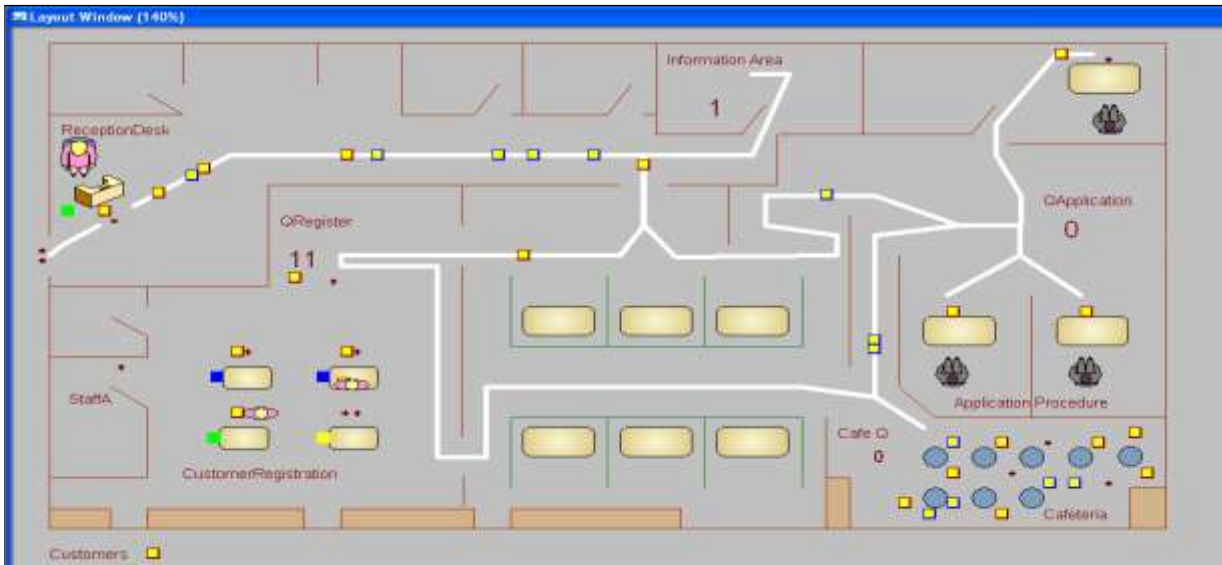 Layout Window (140%)
Information Area
1
ReceptionDesk
QRegister
11
QApplication
0
StaffA
Application Procedure
Cafe Q
0
CustomerRegistration
Cafeteria
Customers